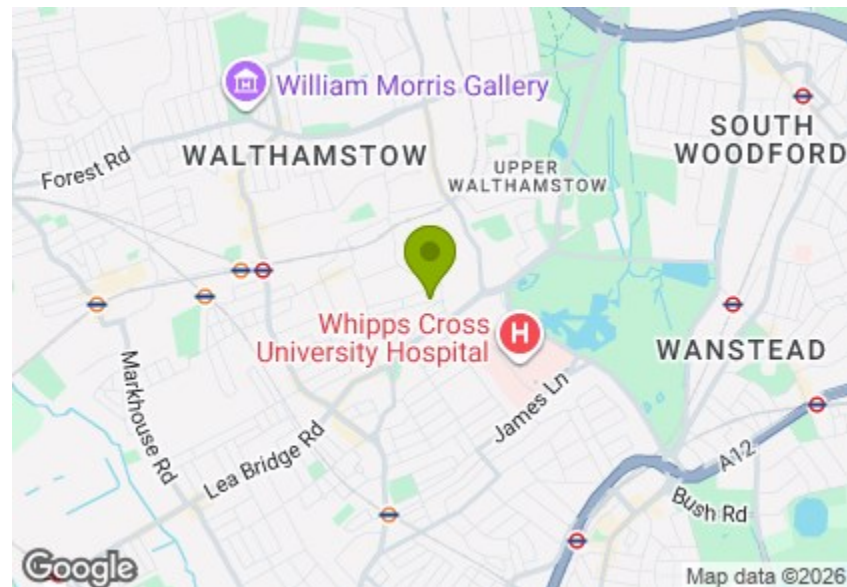 William Morris Gallery
SOUTH
WOODFORD
WALTHAMSTOW
UPPER
WALTHAMSTOW
Forest Rd
Whipps Cross
University Hospital
H
WANSTEAD
Markhouse Rd
James Ln
Lea Bridge Rd
A12
Bush Rd
Google
Map data ©2026